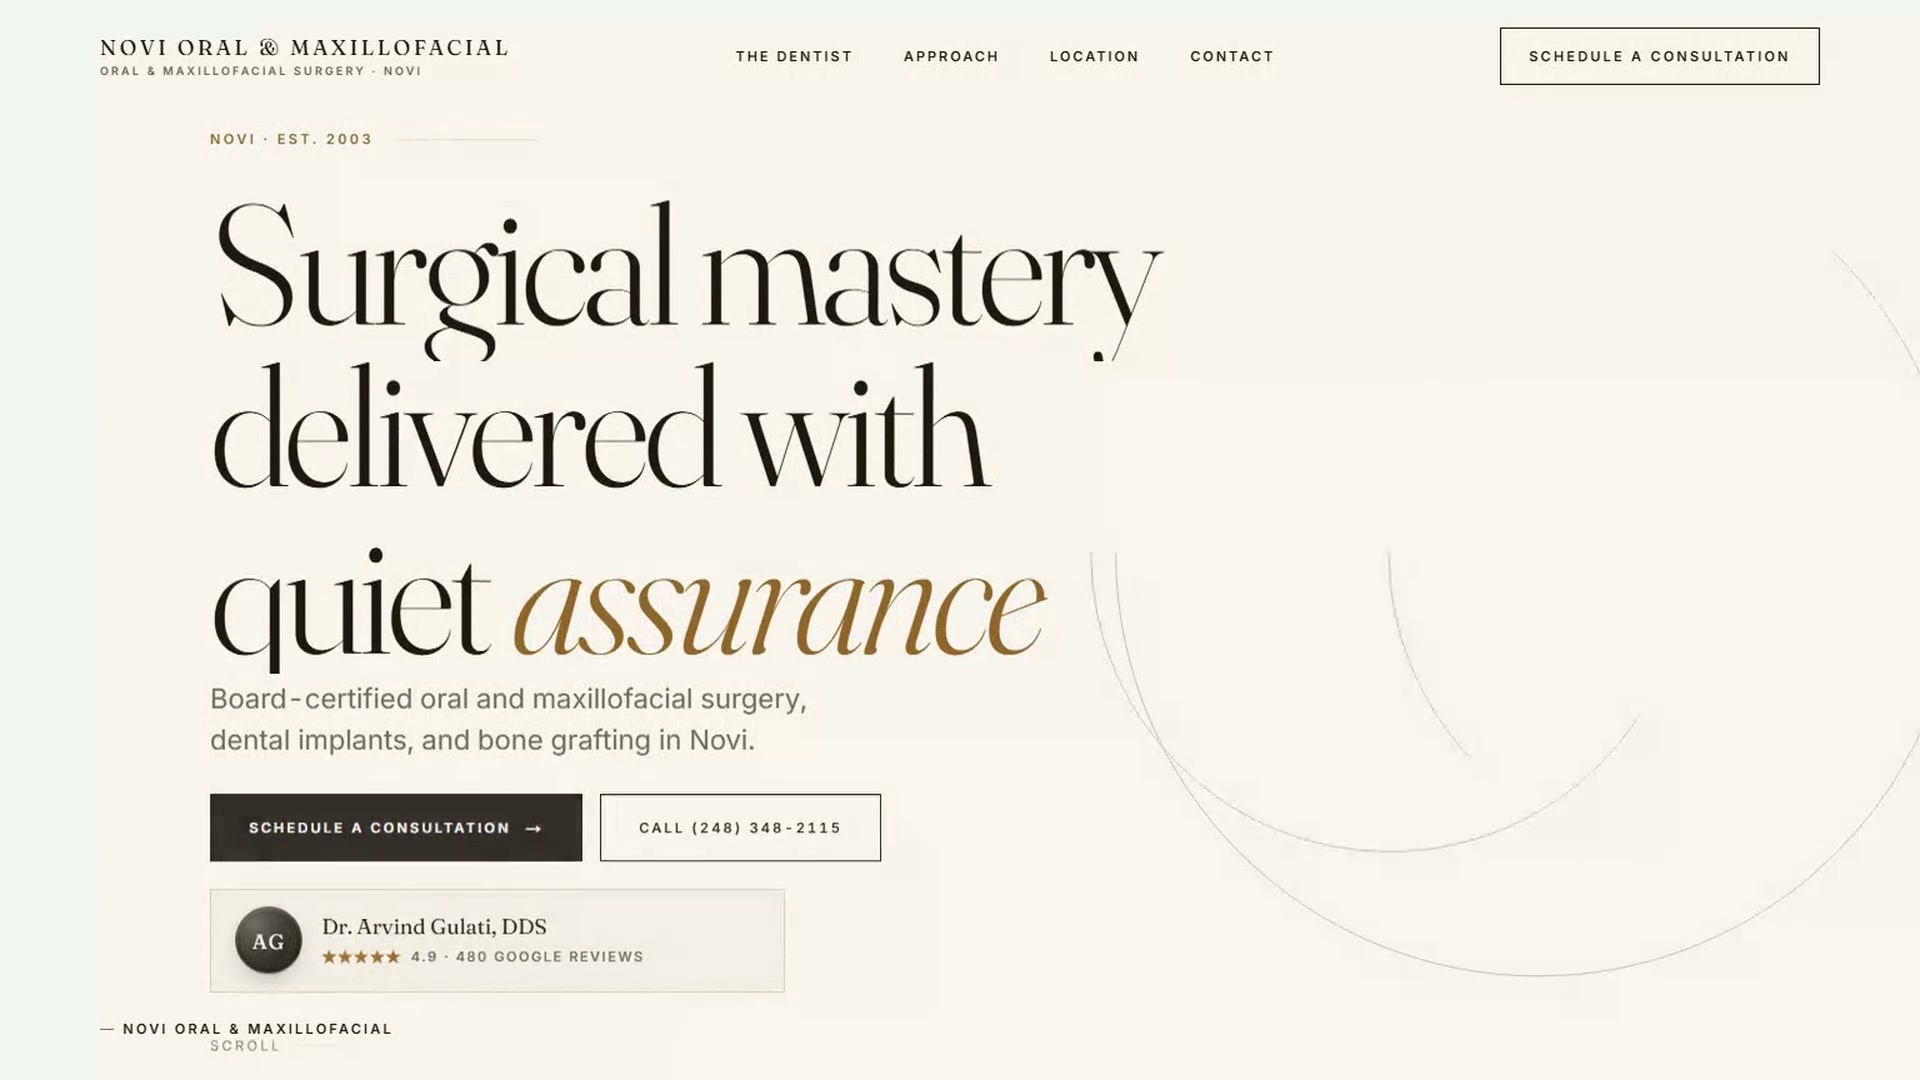 NOVI ORAL & MAXILLOFACIAL
ORAL & MAXILLOFACIAL SURGERY · NOVI
THE DENTIST
APPROACH
LOCATION
CONTACT
SCHEDULE A CONSULTATION
NOVI · EST. 2003
Surgical mastery
delivered with
quiet assurance
Board-certified oral and maxillofacial surgery,
dental implants, and bone grafting in Novi.
SCHEDULE A CONSULTATION →
CALL (248) 348-2115
AG
Dr. Arvind Gulati, DDS
★★★★★ 4.9 · 480 GOOGLE REVIEWS
— NOVI ORAL & MAXILLOFACIAL
SCROLL